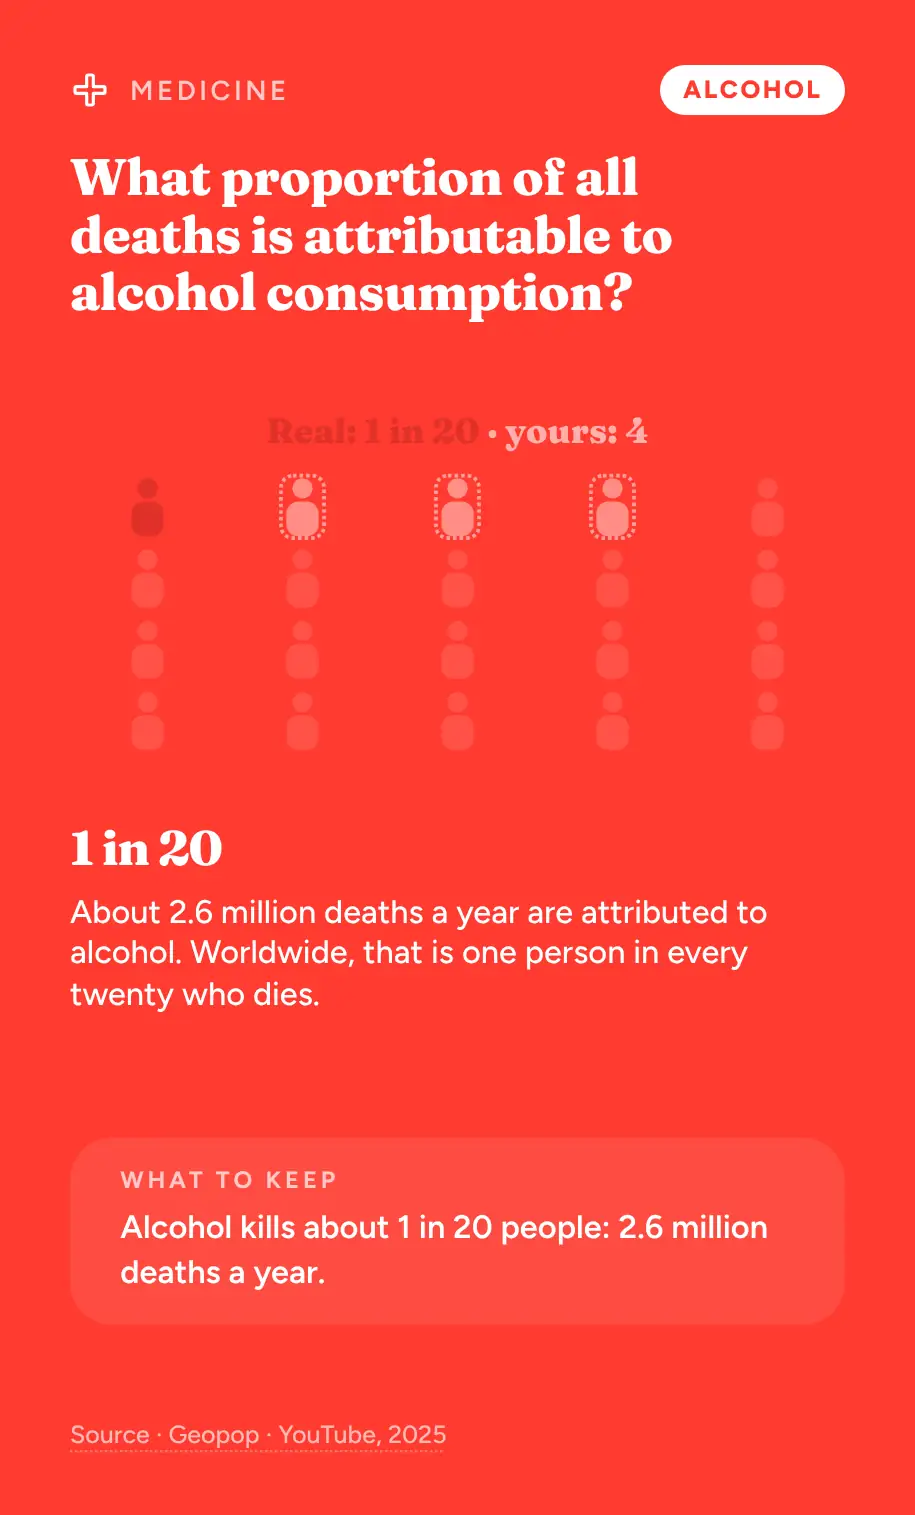 MEDICINE
ALCOHOL
What proportion of all
deaths is attributable to
alcohol consumption?
Real: 1 in 20 · yours: 4
1 in 20
About 2.6 million deaths a year are attributed to
alcohol. Worldwide, that is one person in every
twenty who dies.
WHAT TO KEEP
Alcohol kills about 1 in 20 people: 2.6 million
deaths a year.
Source · Geopop · YouTube, 2025